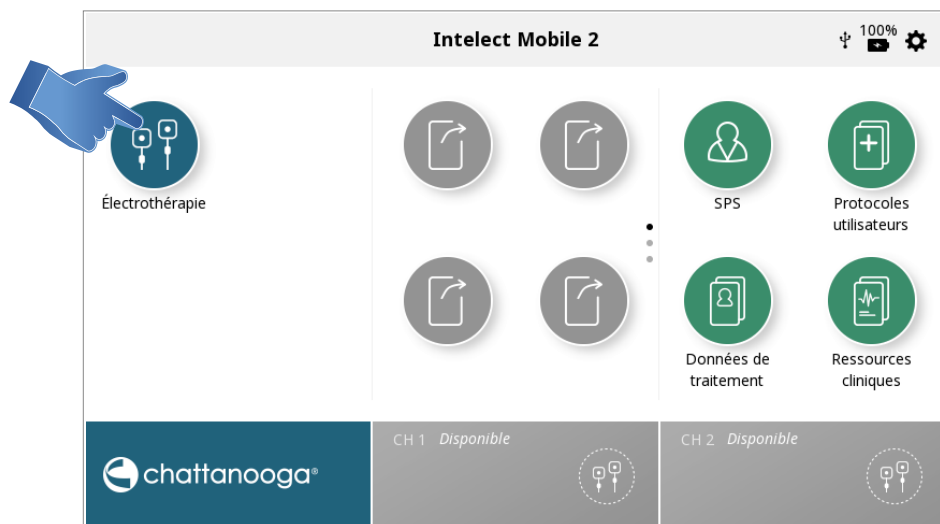 Intelect Mobile 2
100%
Électrothérapie
SPS
Protocoles
utilisateurs
Données de
traitement
Ressources
cliniques
chattanooga®
CH 1 Disponible
CH 2 Disponible